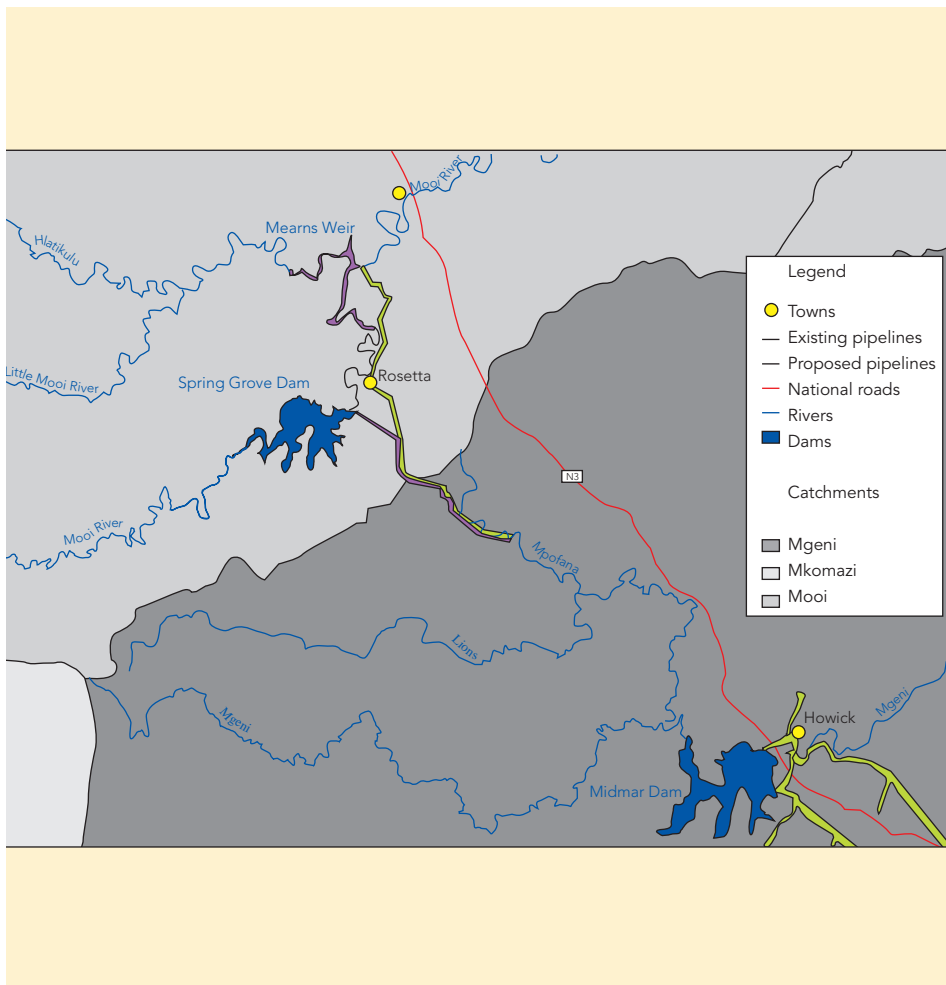 Mooi River
Mearns Weir
Hlatikulu
Legend
Towns
Existing pipelines
Proposed pipelines
National roads
Rivers
Dams
Catchments
Mgeni
Mkomazi
Mooi
Little Mooi River
Spring Grove Dam
Rosetta
N3
Mooi River
Mpofana
Lions
Mgeni
Mgeni
Howick
Midmar Dam